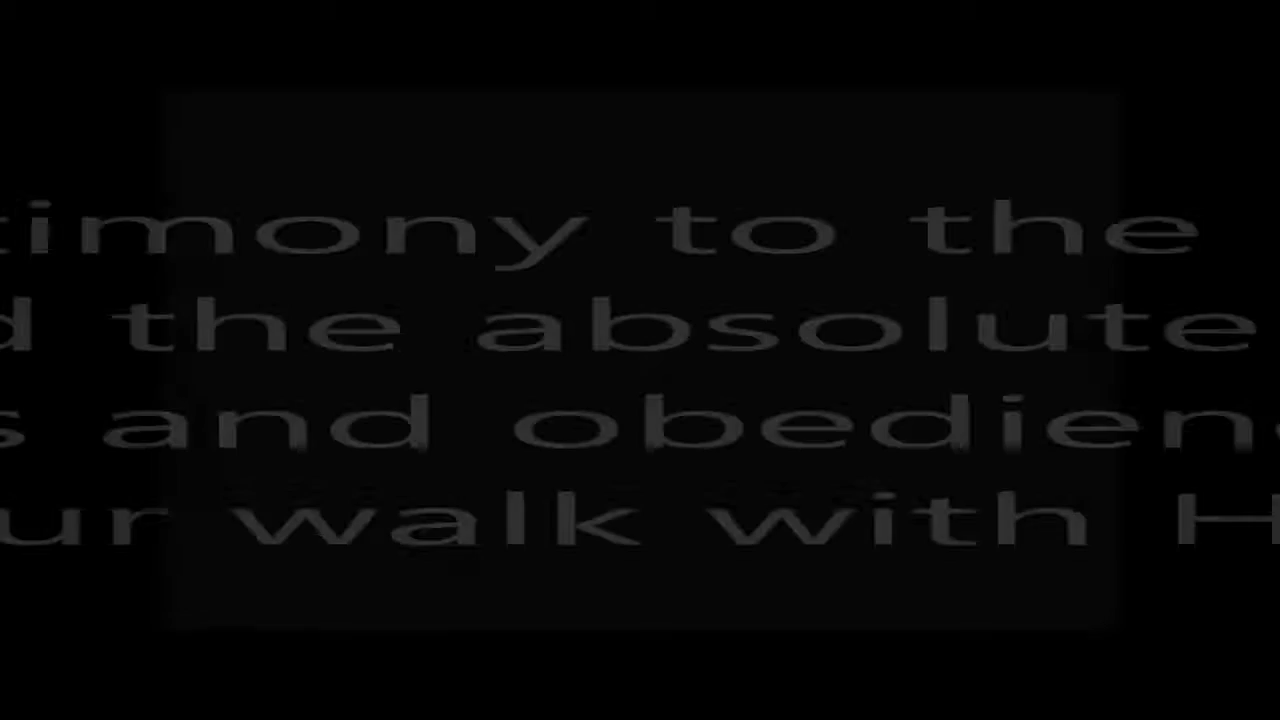 timony to the
d the absolute
s and obedien
ur walk with H